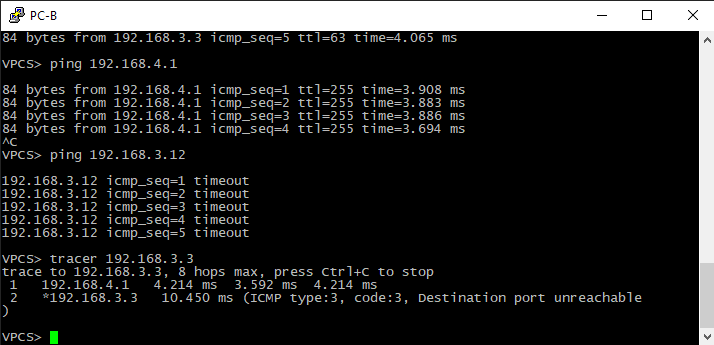 PC-B
84 bytes from 192.168.3.3 icmp_seq=5 ttl=63 time=4.065 ms
VPCS> ping 192.168.4.1
84 bytes from 192.168.4.1 icmp_seq=1 ttl=255 time=3.908 ms
84 bytes from 192.168.4.1 icmp_seq=2 ttl=255 time=3.883 ms
84 bytes from 192.168.4.1 icmp_seq=3 ttl=255 time=3.886 ms
84 bytes from 192.168.4.1 icmp_seq=4 ttl=255 time=3.694 ms
^C
VPCS> ping 192.168.3.12
192.168.3.12 icmp_seq=1 timeout
192.168.3.12 icmp_seq=2 timeout
192.168.3.12 icmp_seq=3 timeout
192.168.3.12 icmp_seq=4 timeout
192.168.3.12 icmp_seq=5 timeout
VPCS> tracer 192.168.3.3
trace to 192.168.3.3, 8 hops max, press Ctrl+C to stop
1   192.168.4.1   4.214 ms  3.592 ms  4.214 ms
2   *192.168.3.3   10.450 ms (ICMP type:3, code:3, Destination port unreachable
)
VPCS>